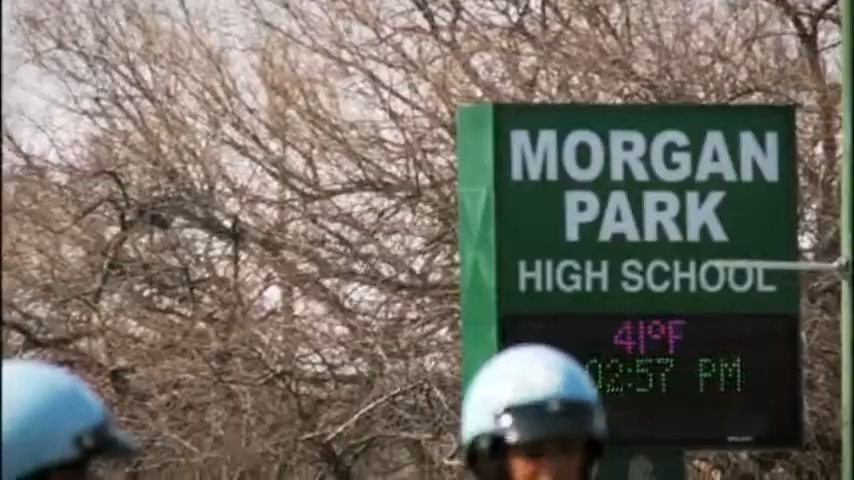 MORGAN
PARK
HIGH SCHOOL
41°F
02:57 PM